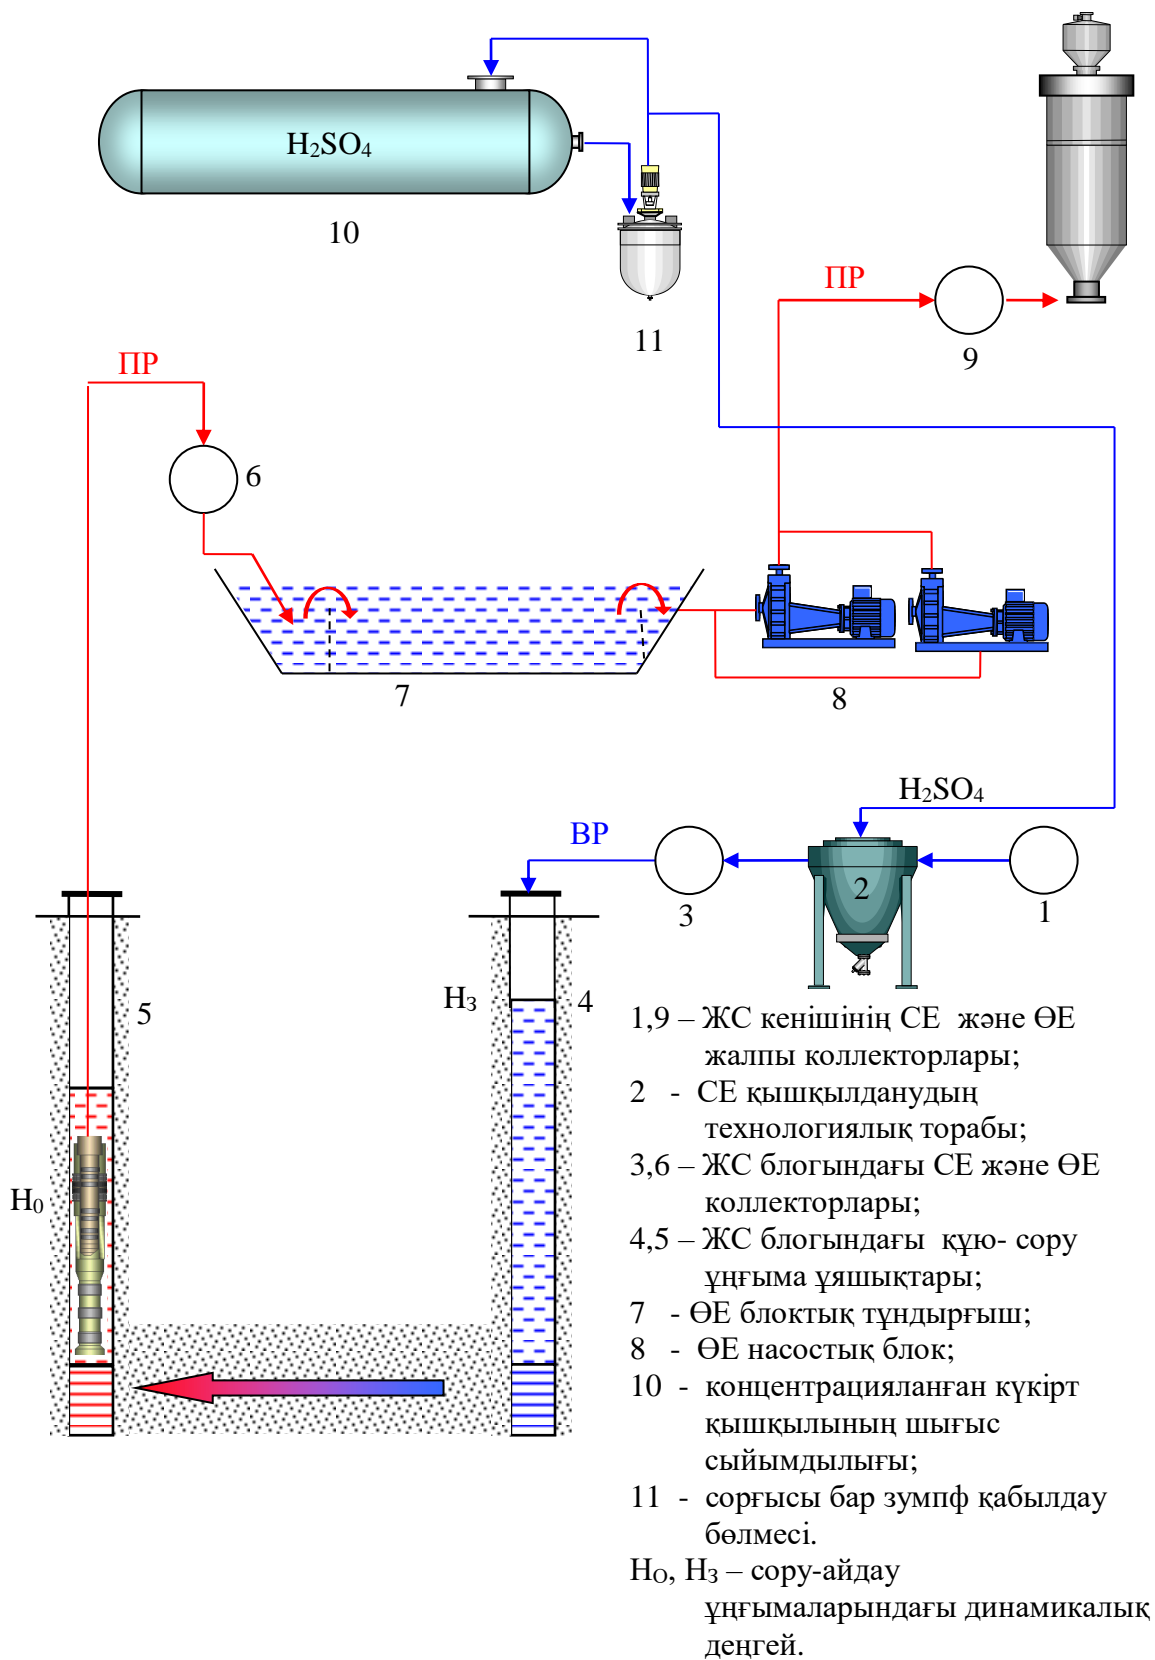 H₂SO₄
10
11
ПР
9
ПР
6
7
8
H₂SO₄
ВР
2
3
1
H₃
4
5
H₀
1,9 – ЖС кенішінің СЕ және ӨЕ
жалпы коллекторлары;
2 - СЕ қышқылданудың
технологиялық торабы;
3,6 – ЖС блогындағы СЕ және ӨЕ
коллекторлары;
4,5 – ЖС блогындағы құю- сору
ұңғыма ұяшықтары;
7 - ӨЕ блоктық тұндырғыш;
8 - ӨЕ насостық блок;
10 - концентрацияланған күкірт
қышқылының шығыс
сыйымдылығы;
11 - сорғысы бар зумпф қабылдау
бөлмесі.
Hₒ, H₃ – сору-айдау
ұңғымаларындағы динамикалық
деңгей.